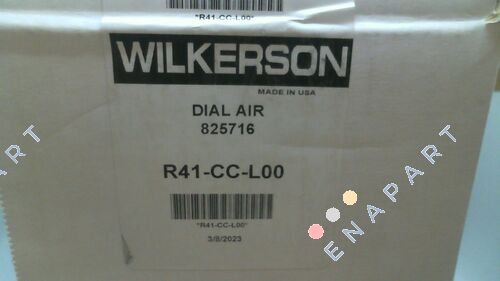 "R41-CC-L00"
WILKERSON
MADE IN USA
DIAL AIR
825716
R41-CC-L00
"R41-CC-L00"
3/8/2023
ENAPART
ENAPART